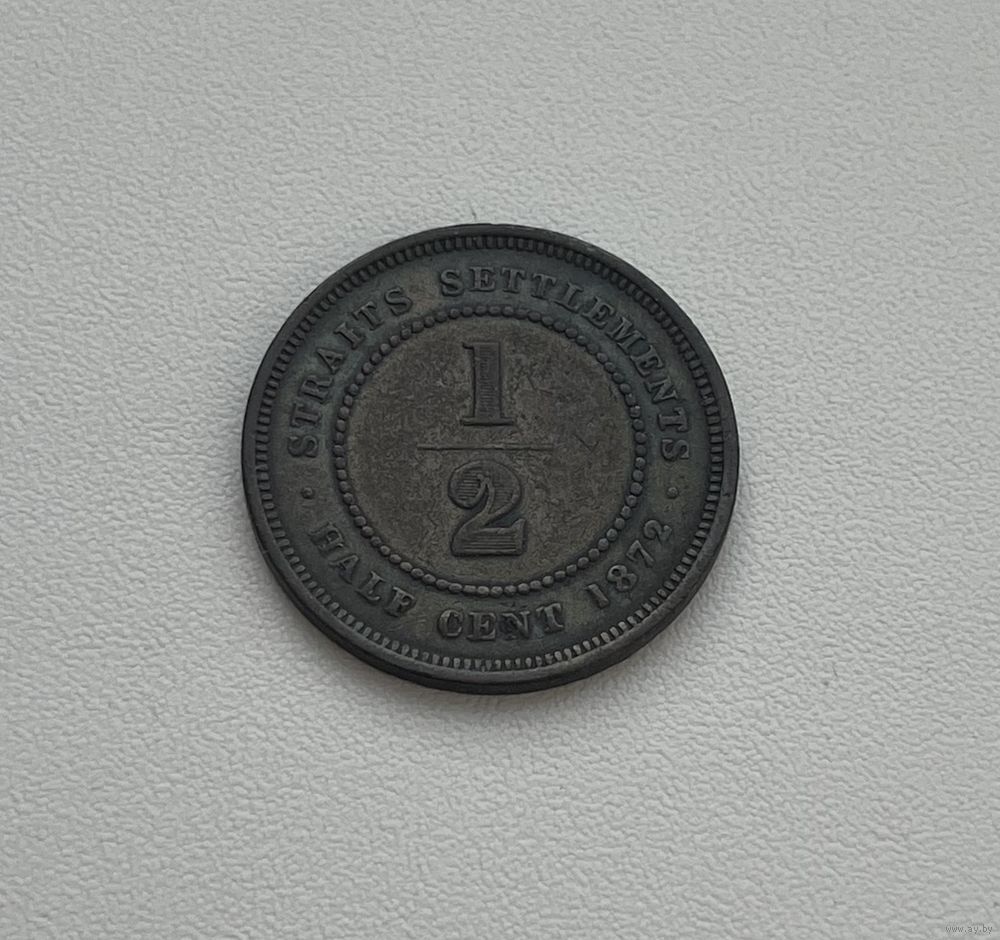 STRAITS SETTLEMENTS
1
2
· HALF CENT 1872 ·
www.ay.by